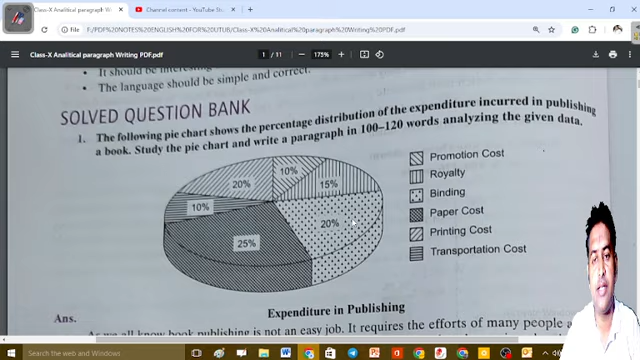 Class-X Analitical paragraph Writing
Channel content - YouTube Stu
File
F:/PDF%20NOTES%20ENGLISH%20FOR%20UTUB/Class-X%20Analitical%20paragraph%20Writing%20PDF.pdf
Class-X Analitical paragraph Writing PDF.pdf
1 / 11
175%
• It should be interesting
• The language should be simple and correct.
SOLVED QUESTION BANK
1. The following pie chart shows the percentage distribution of the expenditure incurred in publishing
a book. Study the pie chart and write a paragraph in 100–120 words analyzing the given data.
10%
15%
20%
25%
10%
20%
Promotion Cost
Royalty
Binding
Paper Cost
Printing Cost
Transportation Cost
Expenditure in Publishing
Ans.
As we all know book publishing is not an easy job. It requires the efforts of many people
Search the web and Windows